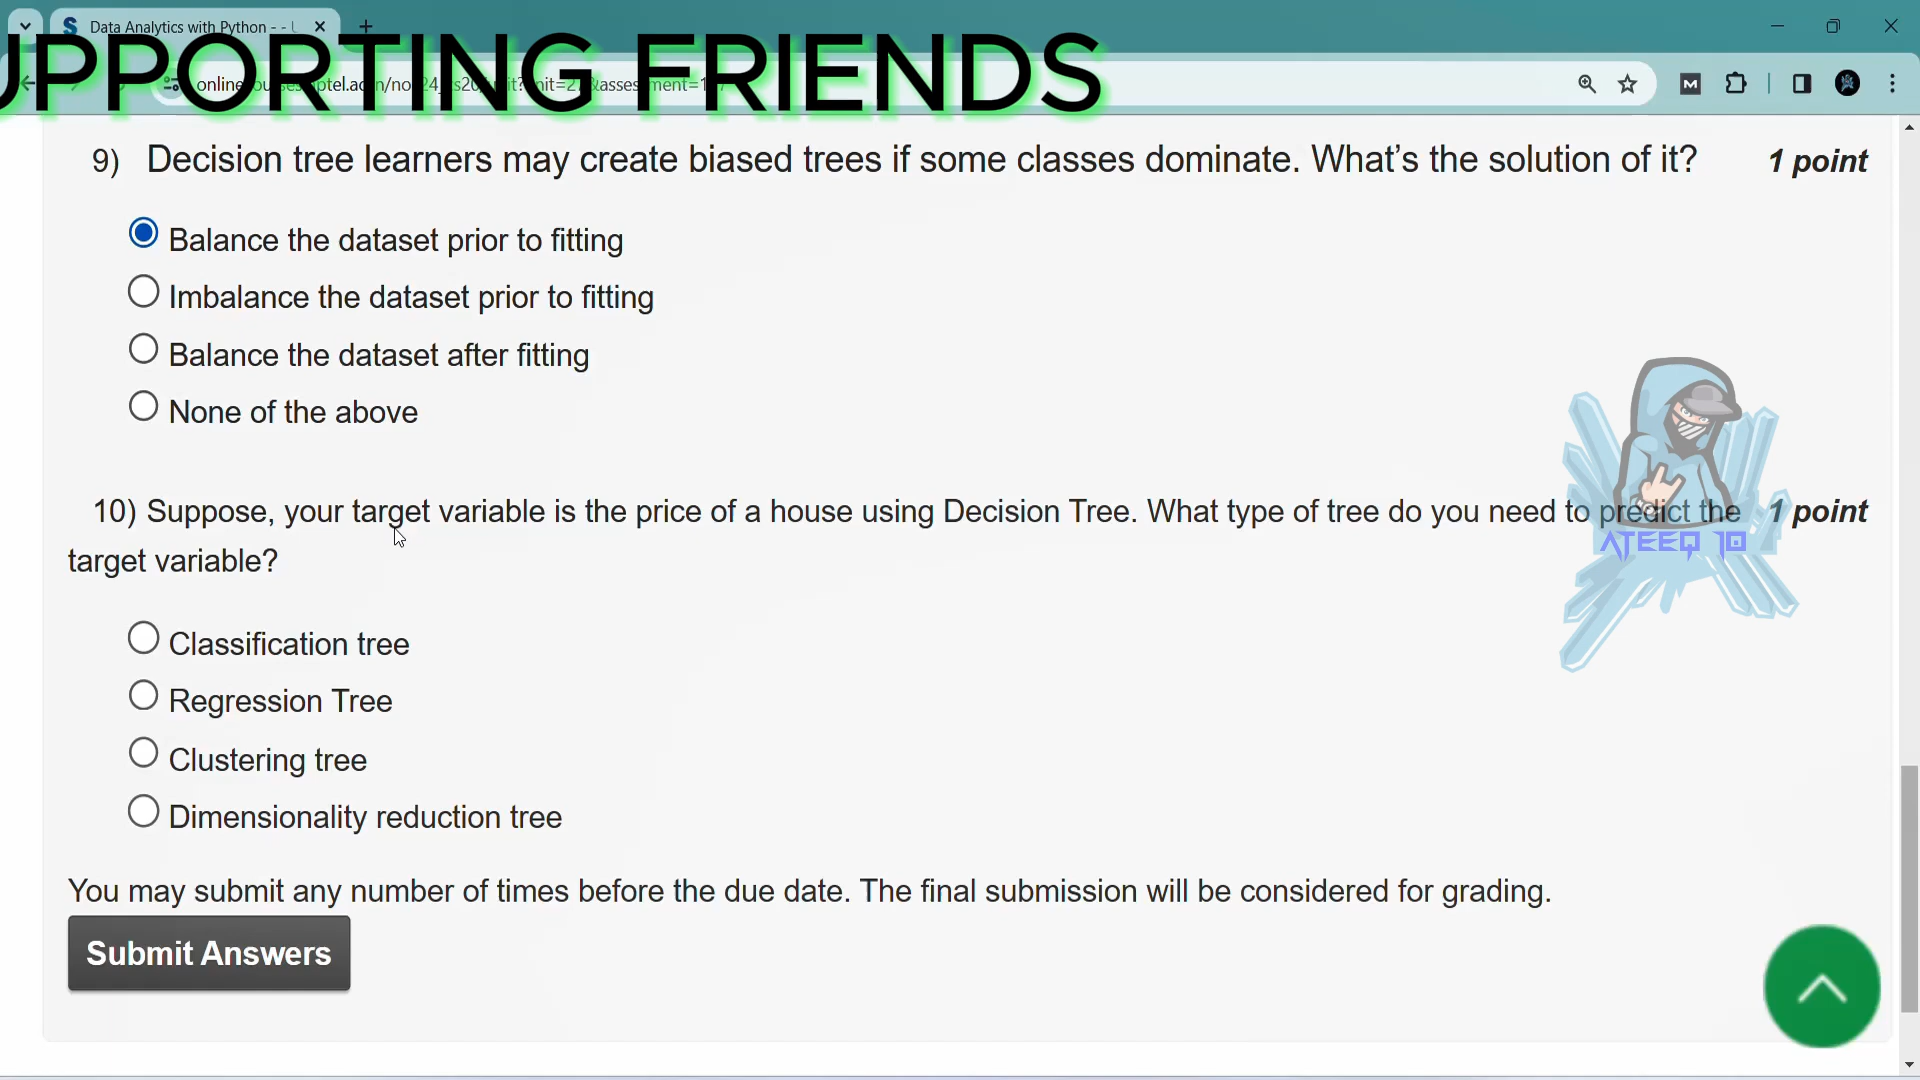 Data Analytics with Python - -
UPPORTING FRIENDS
9) Decision tree learners may create biased trees if some classes dominate. What's the solution of it? 1 point
Balance the dataset prior to fitting
Imbalance the dataset prior to fitting
Balance the dataset after fitting
None of the above
10) Suppose, your target variable is the price of a house using Decision Tree. What type of tree do you need to predict the 1 point
target variable?
ATEEQ 10
Classification tree
Regression Tree
Clustering tree
Dimensionality reduction tree
You may submit any number of times before the due date. The final submission will be considered for grading.
Submit Answers